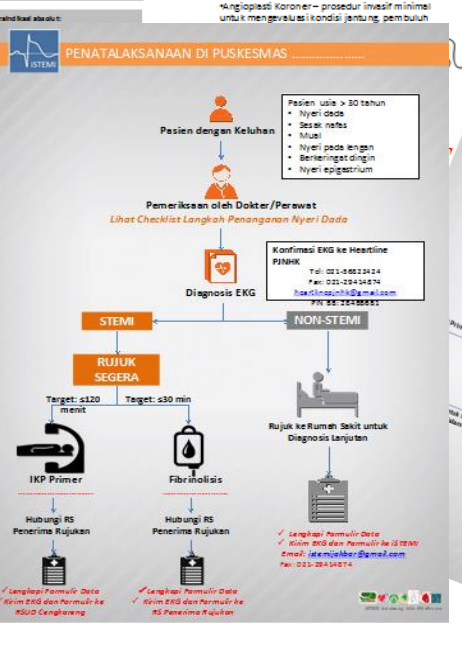 •Angioplasti Koroner – prosedur invasif minimal
untuk mengevaluasi kondisi jantung, pembuluh
absolut:
ISTEMI
PENATALAKSANAAN DI PUSKESMAS ......................
Pasien dengan Keluhan
Pasien usia > 30 tahun
• Nyeri dada
• Sesak nafas
• Mual
• Nyeri pada lengan
• Berkeringat dingin
• Nyeri epigastrium
Pemeriksaan oleh Dokter/Perawat
Lihat Checklist Langkah Penanganan Nyeri Dada
Diagnosis EKG
Konfimasi EKG ke Heartline
PJNHK
Fax: 021-29414874
STEMI
NON-STEMI
RUJUK
SEGERA
Target: ≤120
menit
Target: ≤30 min
IKP Primer
Fibrinolisis
Rujuk ke Rumah Sakit untuk
Diagnosis Lanjutan
Hubungi RS
Penerima Rujukan
Hubungi RS
Penerima Rujukan
✓ Lengkapi Formulir Data
✓ Kirim EKG dan Formulir ke iSTEMI
Email: istemijakbar@gmail.com
Fax: 021-29414874
✓ Lengkapi Formulir Data
✓ Kirim EKG dan Formulir ke
RSUD Cengkareng
✓ Lengkapi Formulir Data
✓ Kirim EKG dan Formulir ke
RS Penerima Rujukan